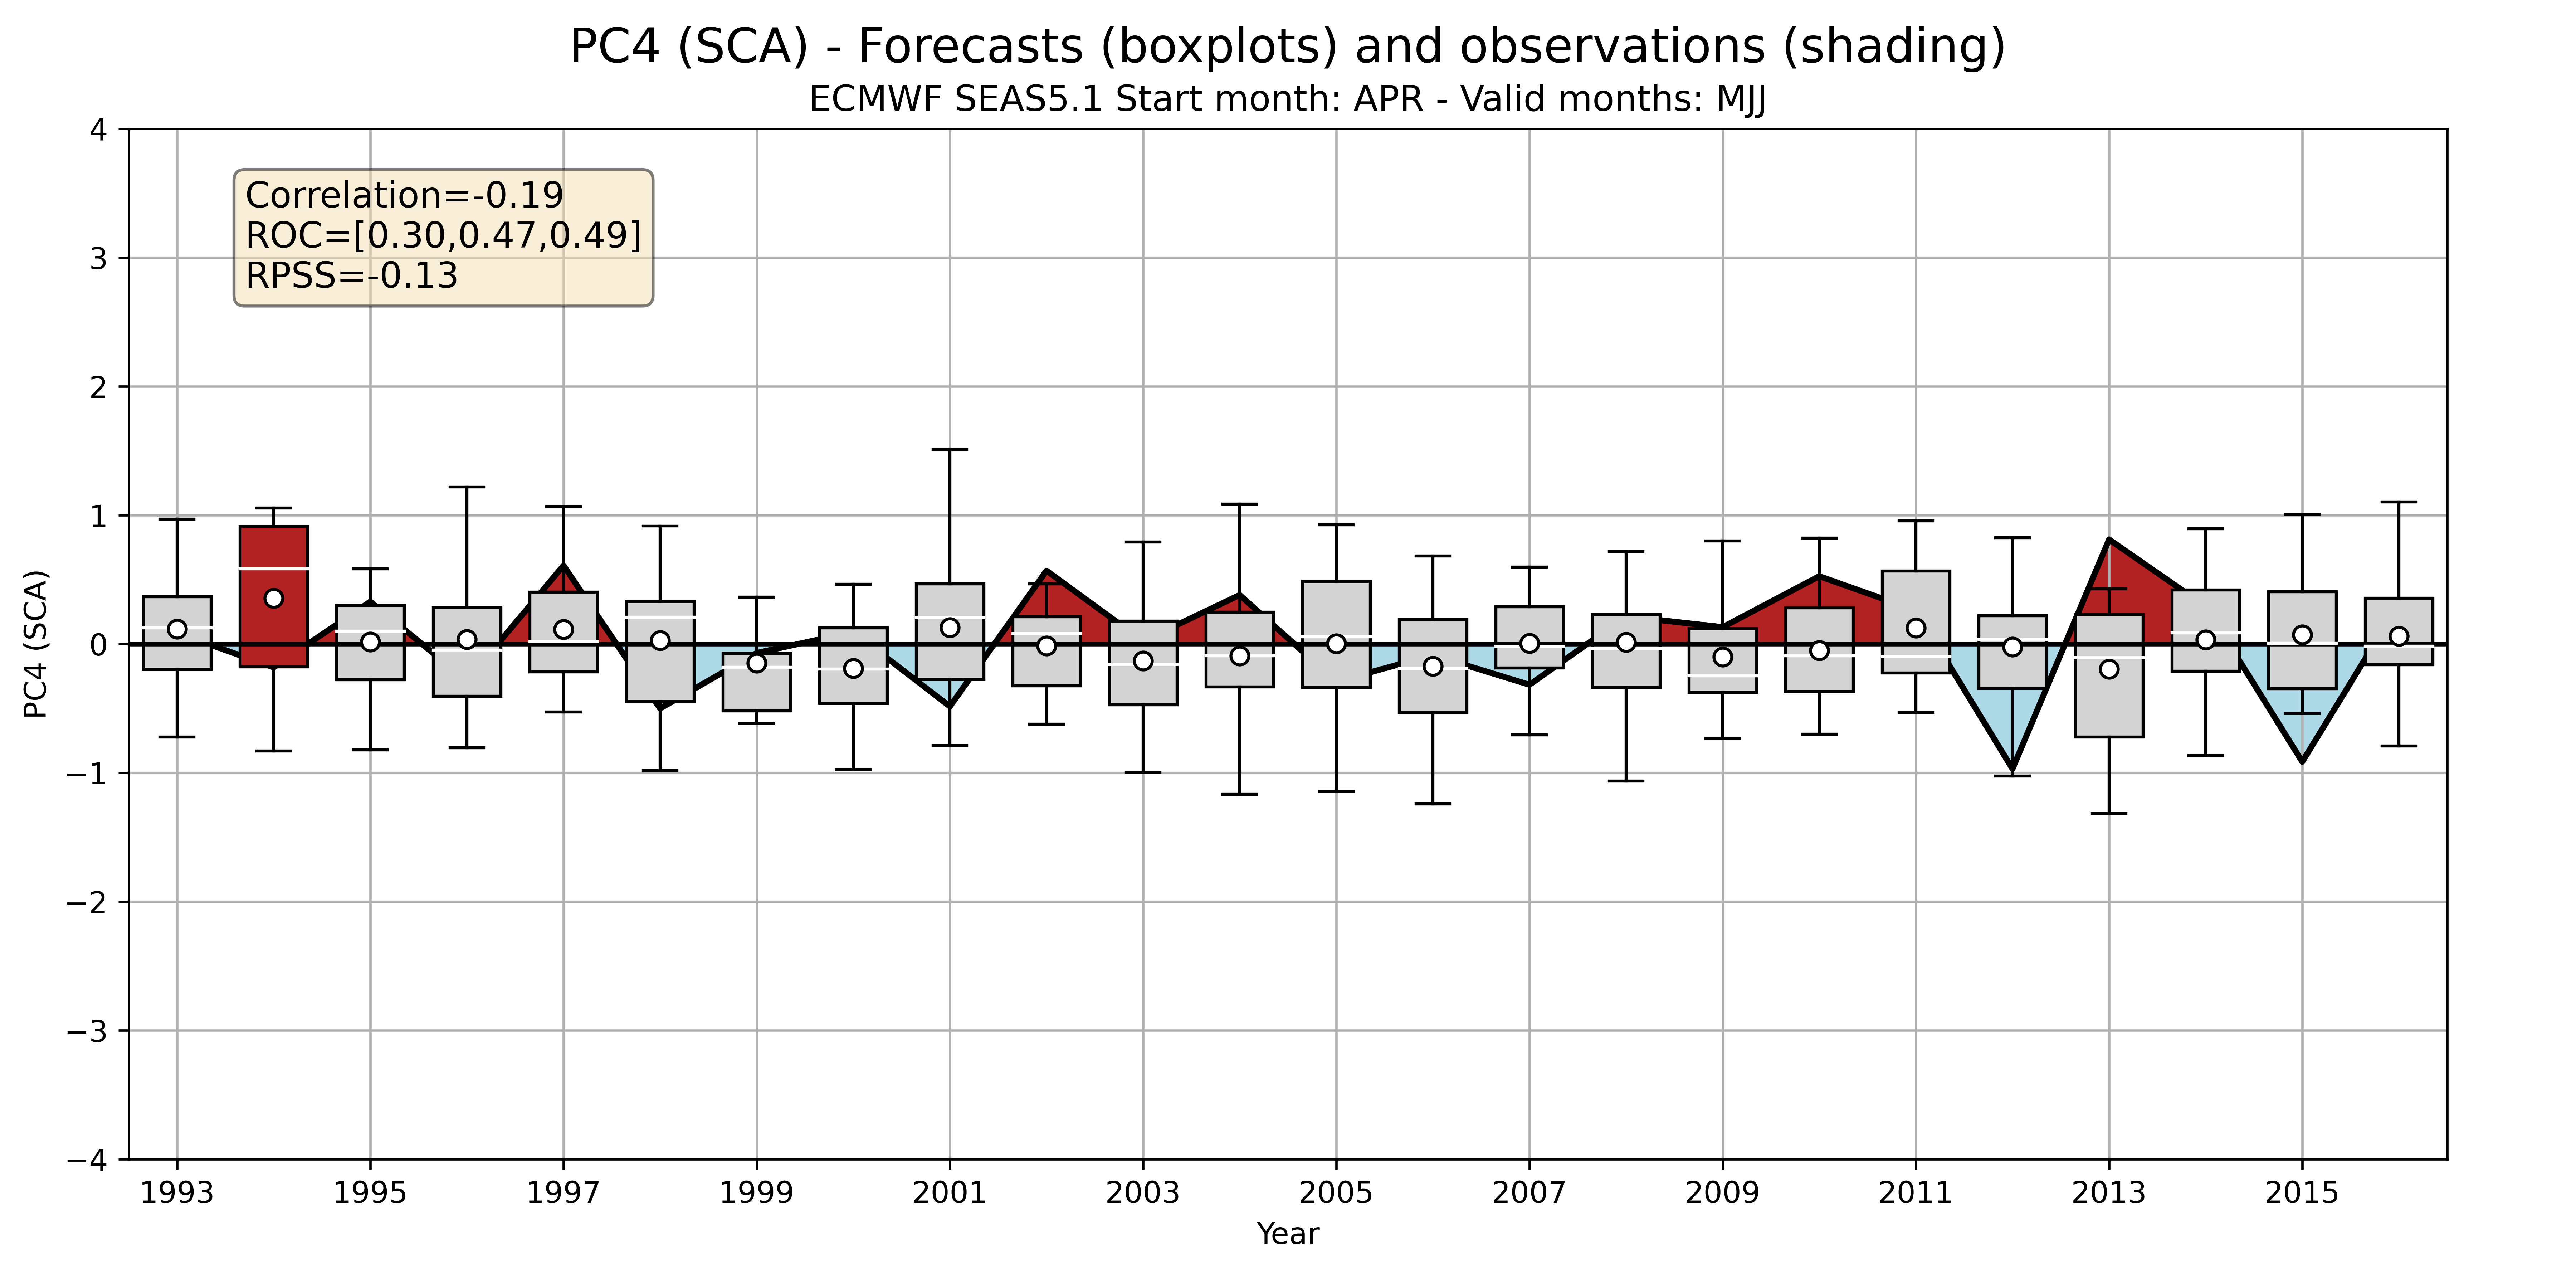 PC4 (SCA) - Forecasts (boxplots) and observations (shading)
ECMWF SEAS5.1 Start month: APR - Valid months: MJJ
Correlation=-0.19
ROC=[0.30,0.47,0.49]
RPSS=-0.13
PC4 (SCA)
4
3
2
1
0
−1
−2
−3
−4
1993 1995 1997 1999 2001 2003 2005 2007 2009 2011 2013 2015
Year